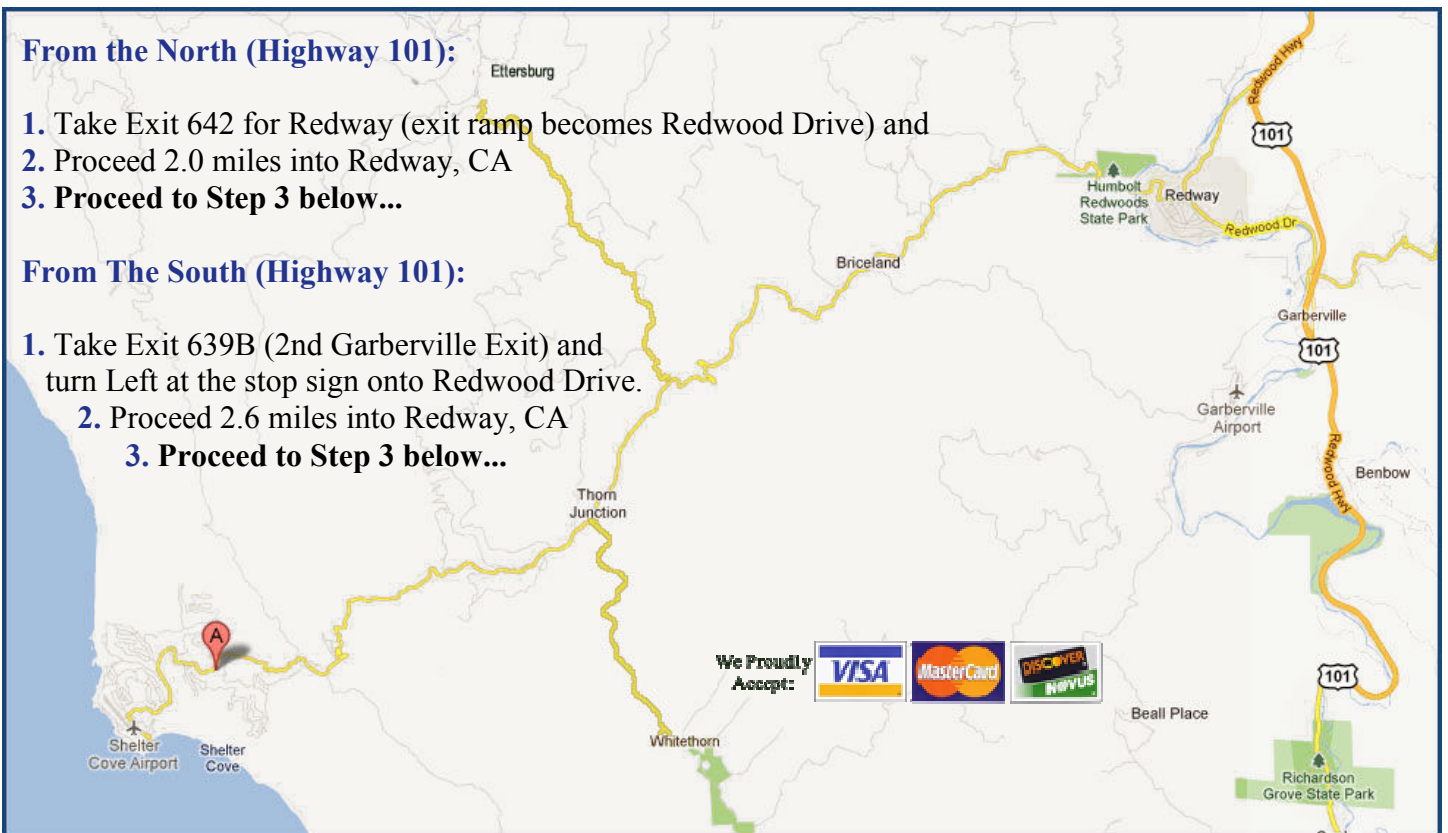 From the North (Highway 101):
1. Take Exit 642 for Redway (exit ramp becomes Redwood Drive) and
2. Proceed 2.0 miles into Redway, CA
3. Proceed to Step 3 below...
From The South (Highway 101):
1. Take Exit 639B (2nd Garberville Exit) and
turn Left at the stop sign onto Redwood Drive.
2. Proceed 2.6 miles into Redway, CA
3. Proceed to Step 3 below...
Ettersburg
Redwood Hwy
101
Humbolt
Redwoods
State Park
Redway
Redwood Dr
Briceland
Garberville
101
Garberville
Airport
Redwood Hwy
Benbow
Thorn
Junction
A
We Proudly
Accept:
VISA
MasterCard
DISCOVER
NOVUS
101
Beall Place
Whitethorn
Shelter
Cove Airport
Shelter
Cove
Richardson
Grove State Park